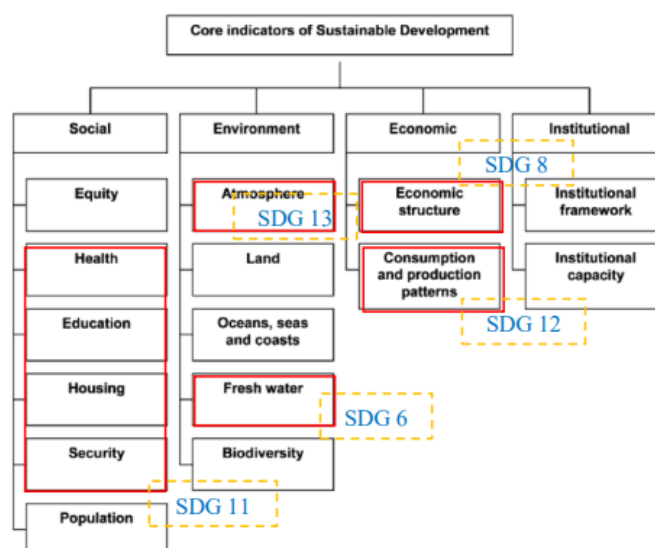 Core indicators of Sustainable Development
Social
Environment
Economic
Institutional
SDG 8
Equity
Atmosphere
Economic
structure
Institutional
framework
SDG 13
Health
Land
Consumption
and production
patterns
Institutional
capacity
Education
Oceans, seas
and coasts
SDG 12
Housing
Fresh water
SDG 6
Security
Biodiversity
SDG 11
Population